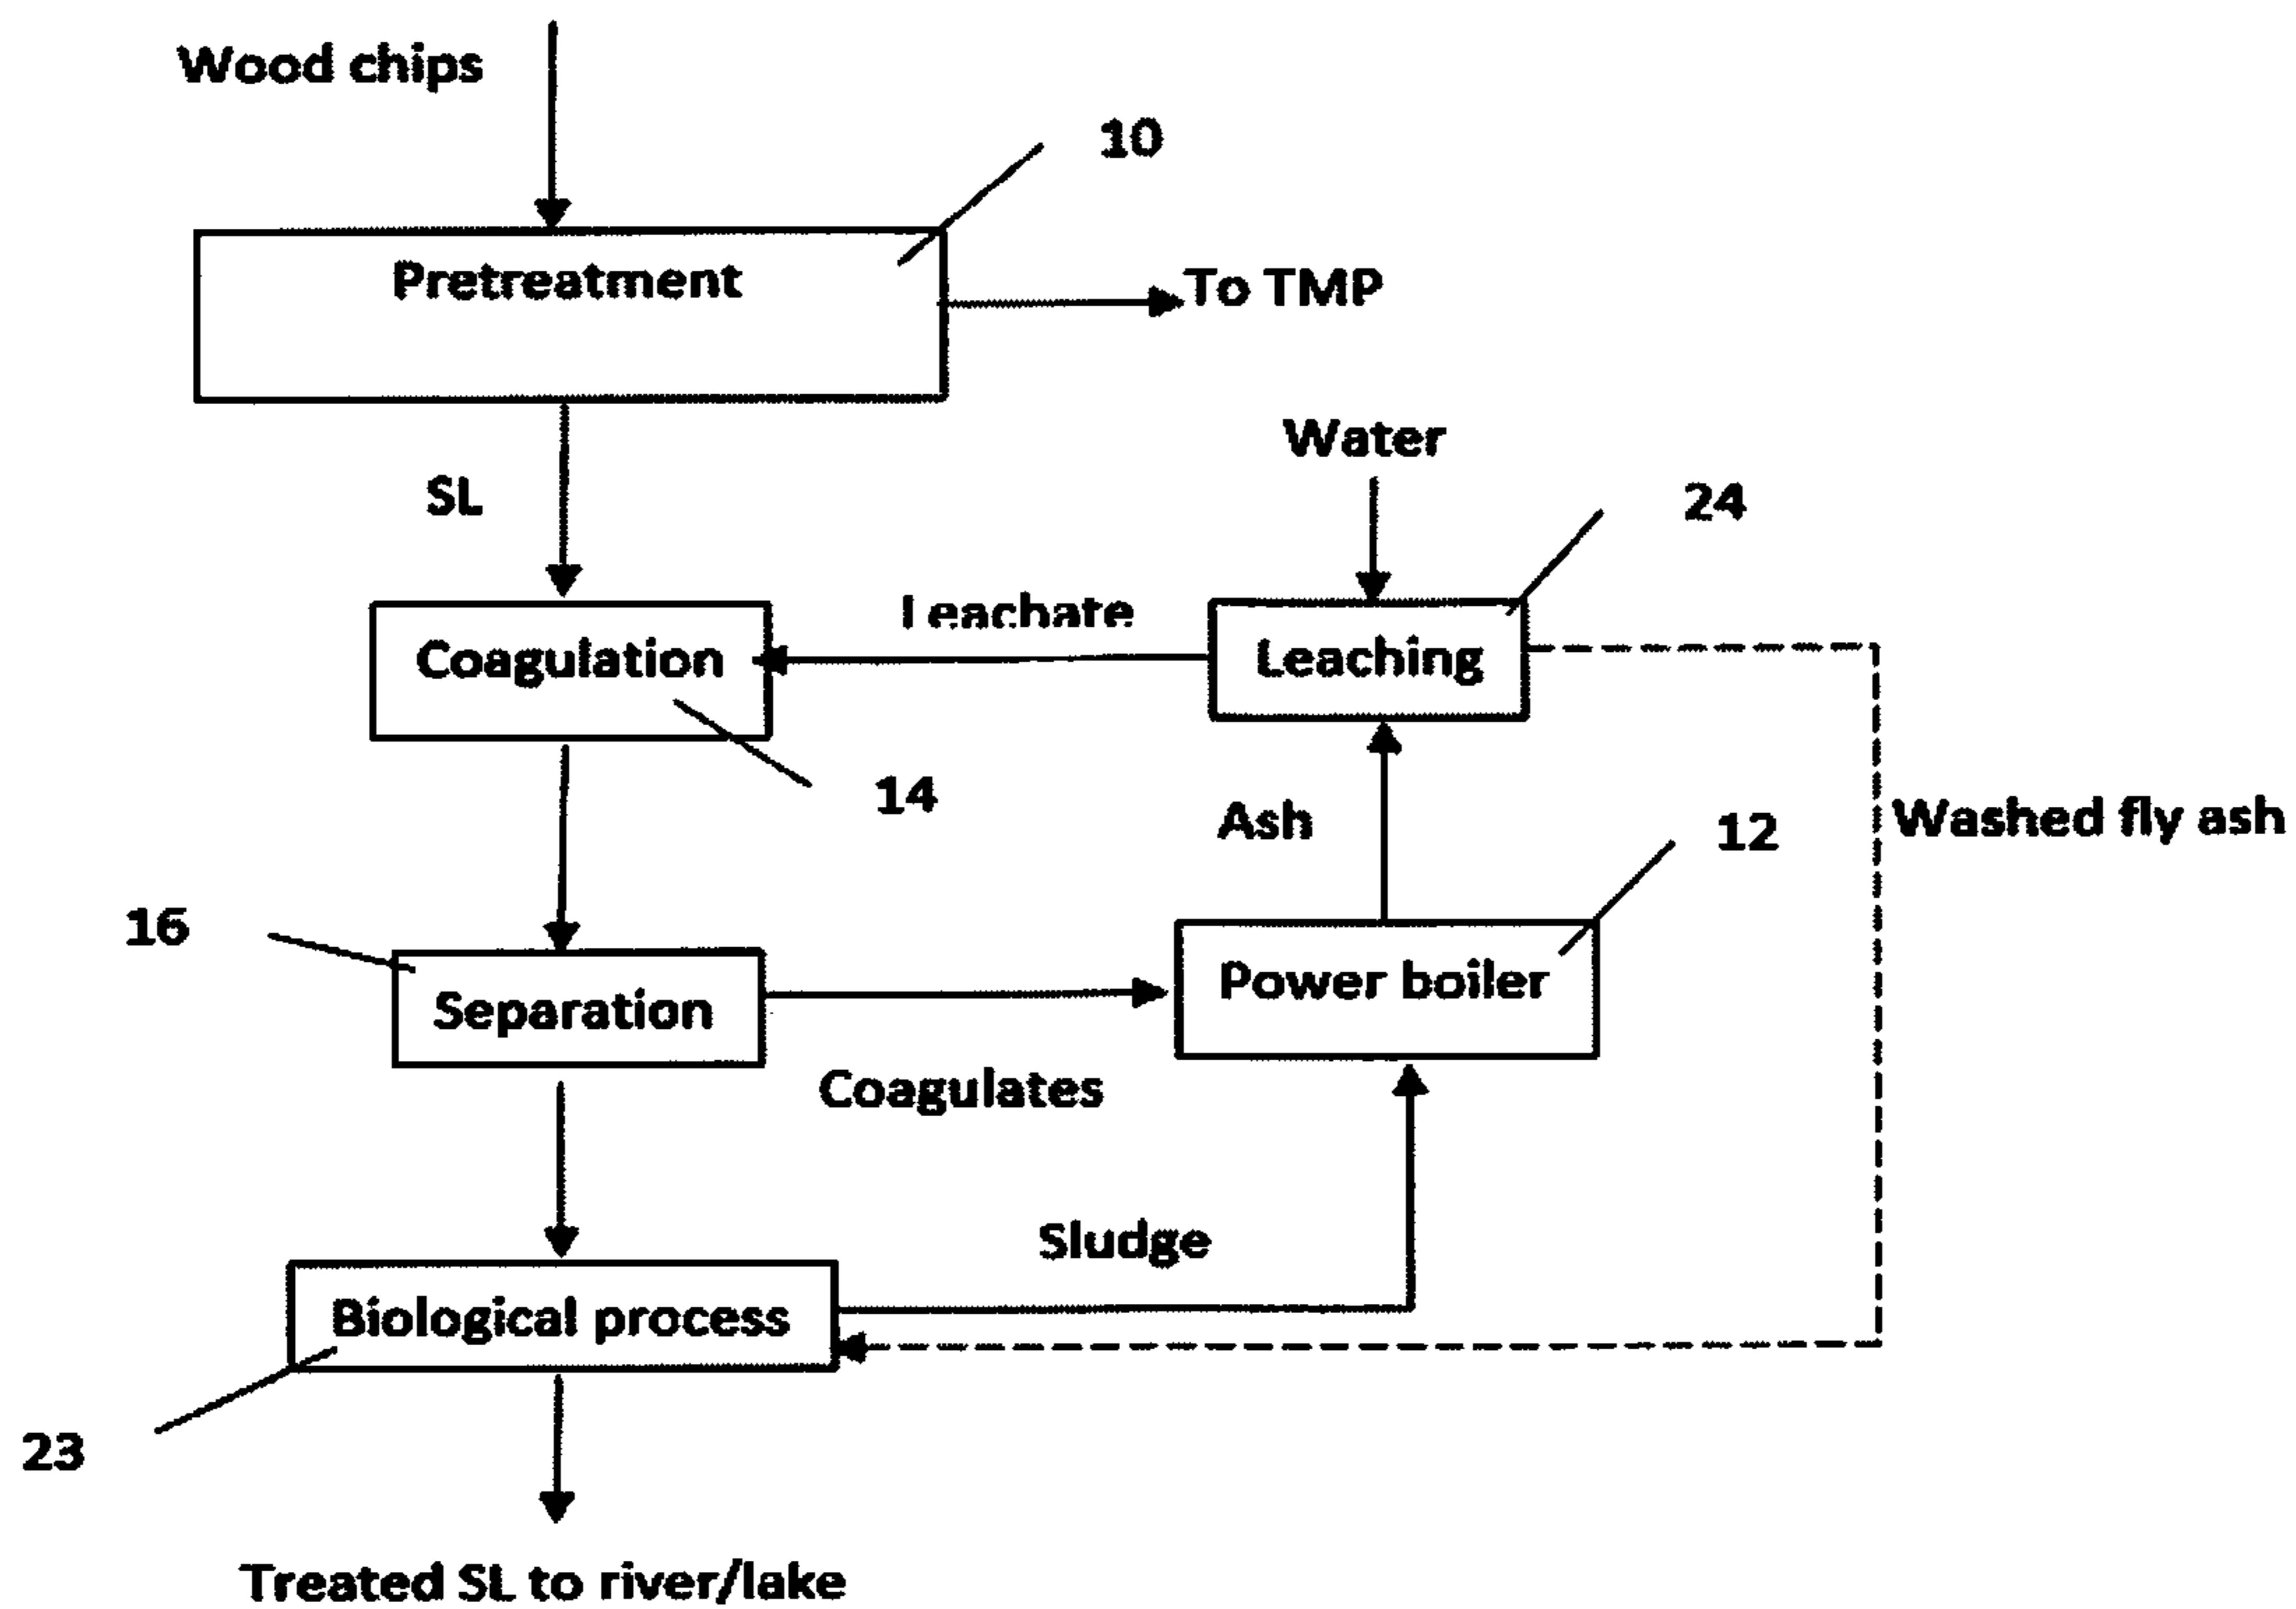 Wood chips
10
Pretreatment
To TMP
SL
Water
24
Leachate
Coagulation
Leaching
14
Ash
12
Washed fly ash
16
Separation
Power boiler
Coagulates
Sludge
Biological process
23
Treated SL to river/lake